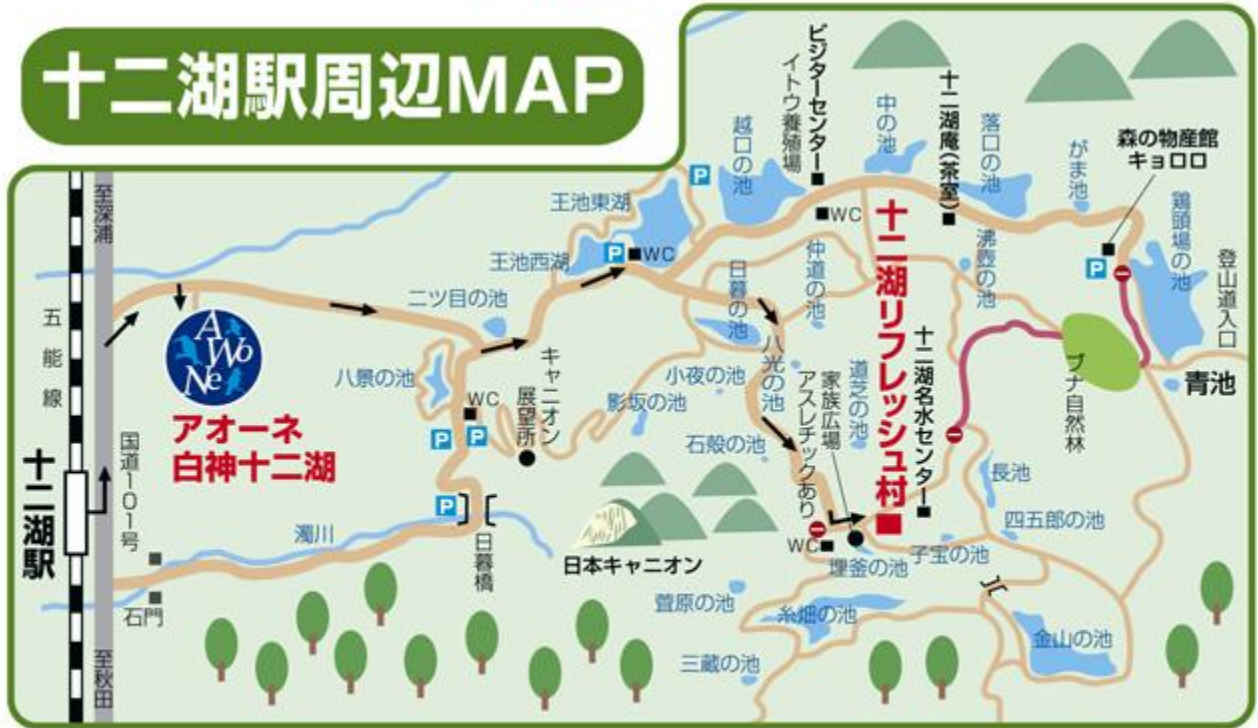 十二湖駅周辺MAP
至深浦
五能線
十二湖駅
国道101号
至秋田
石門
濁川
AWoNe
アオーネ
白神十二湖
二ツ目の池
八景の池
WC
P
P
P
日暮橋
キャニオン
展望所
日本キャニオン
王池東湖
王池西湖
P
WC
P
越口の池
ビジターセンター
イトウ養殖場
WC
中の池
十二湖庵(茶室)
落口の池
がま池
森の物産館
キョロロ
P
鶏頭場の池
登山道入口
青池
ブナ自然林
沸壺の池
仲道の池
日暮の池
八光の池
小夜の池
影坂の池
石殻の池
アスレチックあり
家族広場
道芝の池
十二湖リフレッシュ村
十二湖名水センター
長池
四五郎の池
子宝の池
WC
埋釜の池
萱原の池
糸畑の池
三蔵の池
金山の池